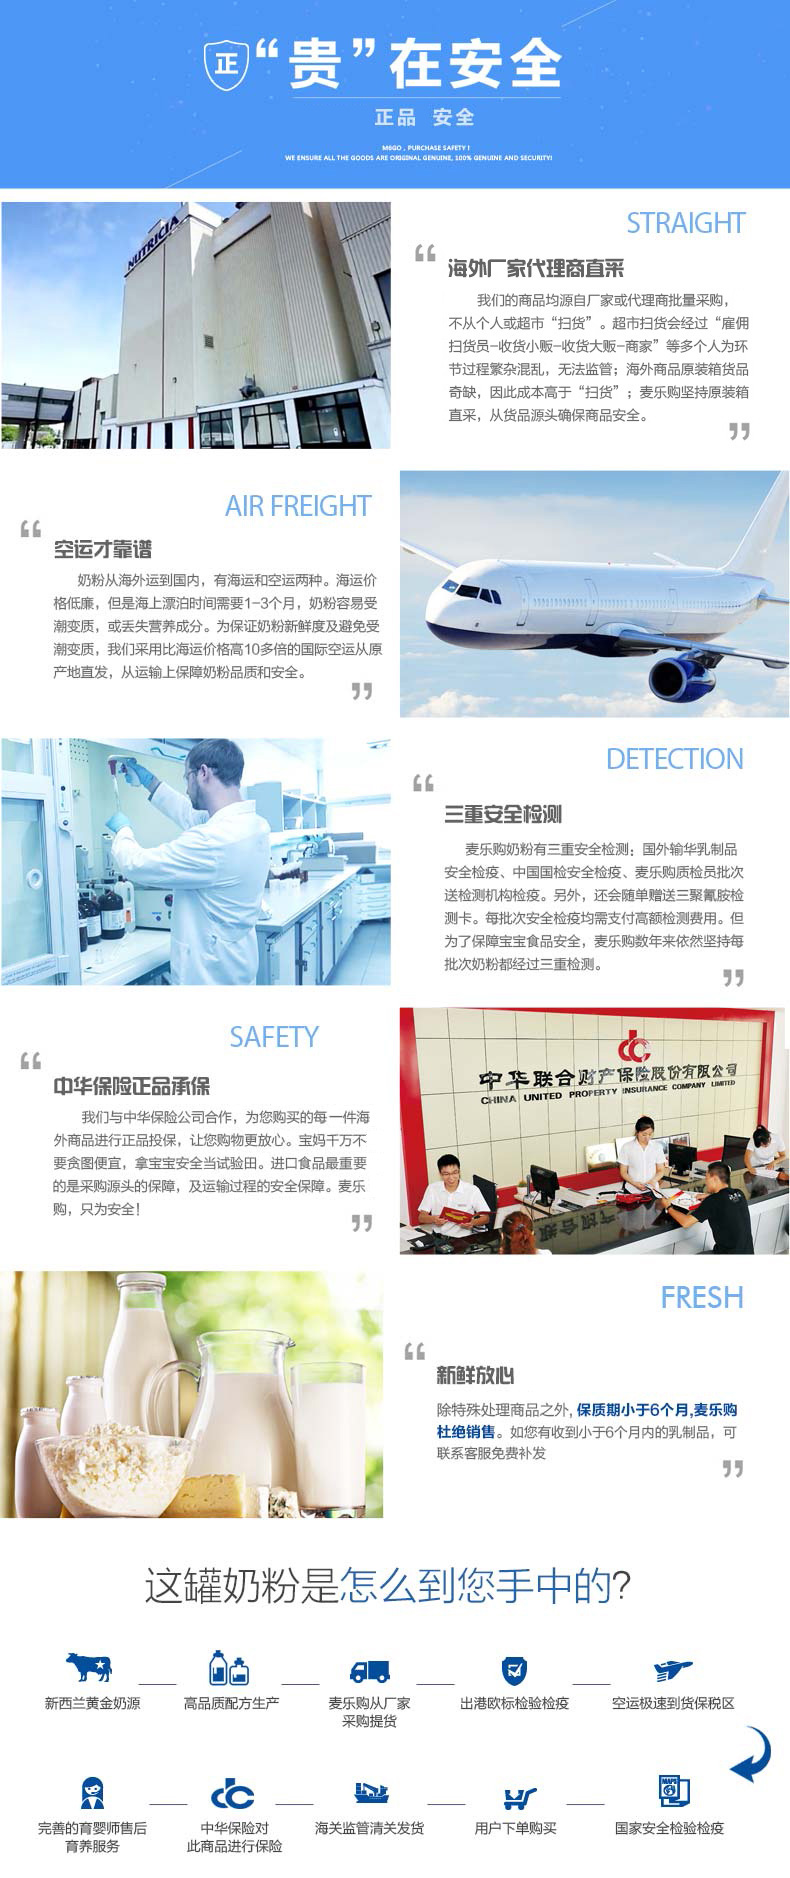 正
“贵”在安全
正品 安全
M6GO , PURCHASE SAFETY !
WE ENSURE ALL THE GOODS ARE ORIGINAL GENUINE, 100% GENUINE AND SECURITY!
NUTRICIA
STRAIGHT
“
海外厂家代理商直采
我们的商品均源自厂家或代理商批量采购，
不从个人或超市“扫货”。超市扫货会经过“雇佣
扫货员-收货小贩-收货大贩-商家”等多个人为环
节过程繁杂混乱，无法监管；海外商品原装箱货品
奇缺，因此成本高于“扫货”；麦乐购坚持原装箱
直采，从货品源头确保商品安全。
”
AIR FREIGHT
“
空运才靠谱
奶粉从海外运到国内，有海运和空运两种。海运价
格低廉，但是海上漂泊时间需要1-3个月，奶粉容易受
潮变质，或丢失营养成分。为保证奶粉新鲜度及避免受
潮变质，我们采用比海运价格高10多倍的国际空运从原
产地直发，从运输上保障奶粉品质和安全。
”
DETECTION
“
三重安全检测
麦乐购奶粉有三重安全检测；国外输华乳制品
安全检疫、中国国检安全检疫、麦乐购质检员批次
送检测机构检疫。另外，还会随单赠送三聚氰胺检
测卡。每批次安全检疫均需支付高额检测费用。但
为了保障宝宝食品安全，麦乐购数年来依然坚持每
批次奶粉都经过三重检测。
”
SAFETY
“
中华保险正品承保
我们与中华保险公司合作，为您购买的每一件海
外商品进行正品投保，让您购物更放心。宝妈千万不
要贪图便宜，拿宝宝安全当试验田。进口食品最重要
的是采购源头的保障，及运输过程的安全保障。麦乐
购，只为安全！
”
中华联合财产保险股份有限公司
CHINA UNITED PROPERTY INSURANCE COMPANY LIMITED
FRESH
“
新鲜放心
除特殊处理商品之外, 保质期小于6个月,麦乐购
杜绝销售。如您有收到小于6个月内的乳制品，可
联系客服免费补发
”
这罐奶粉是怎么到您手中的?
新西兰黄金奶源
高品质配方生产
麦乐购从厂家
采购提货
出港欧标检验检疫
空运极速到货保税区
完善的育婴师售后
育养服务
中华保险对
此商品进行保险
海关监管清关发货
用户下单购买
MAPS
国家安全检验检疫